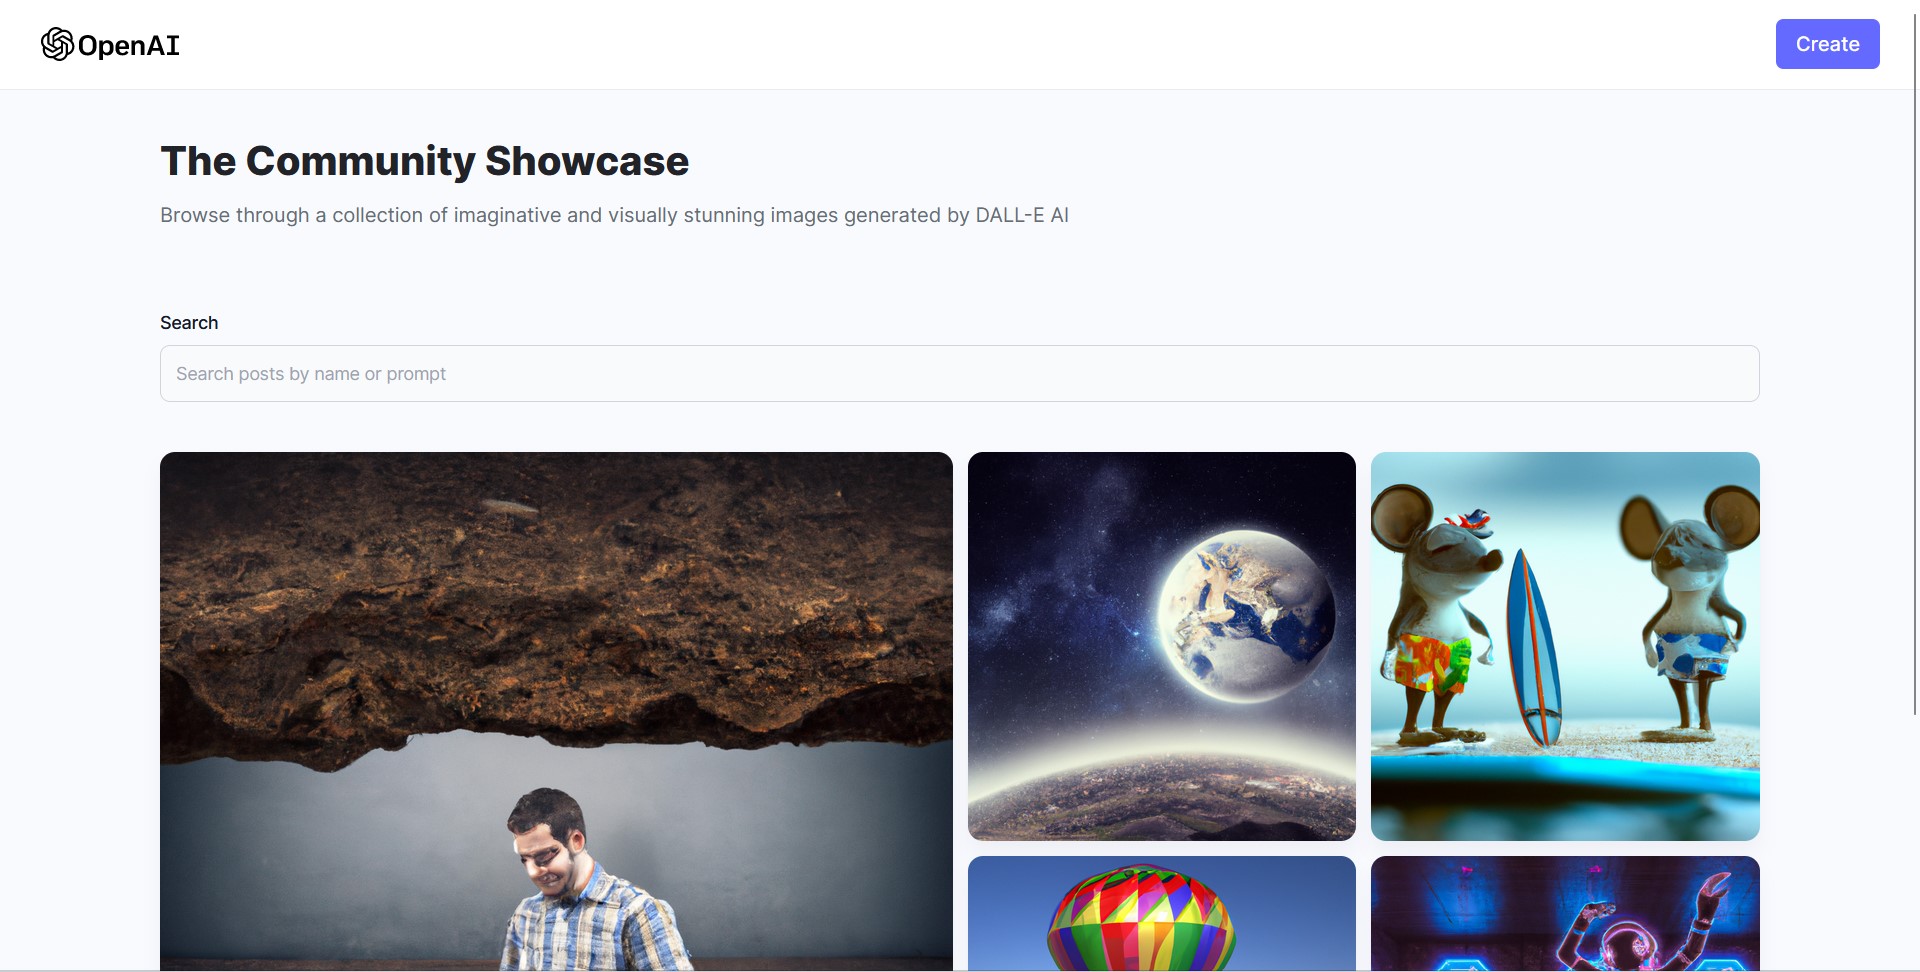 OpenAI
Create
The Community Showcase
Browse through a collection of imaginative and visually stunning images generated by DALL-E AI
Search
Search posts by name or prompt